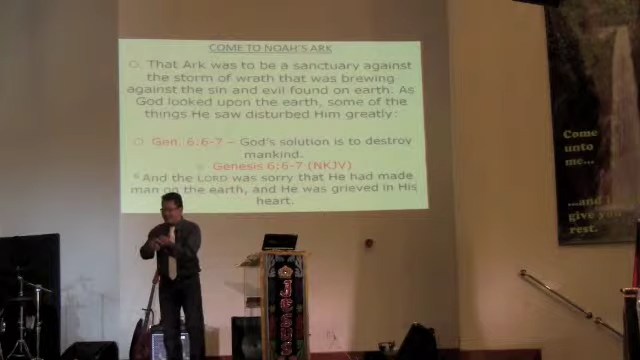 COME TO NOAH'S ARK
That Ark was to be a sanctuary against
the storm of wrath that was brewing
against the sin and evil found on earth. As
God looked upon the earth, some of the
things He saw disturbed Him greatly:
Gen. 6:6-7 – God's solution is to destroy
mankind.
Genesis 6:6-7 (NKJV)
6 And the LORD was sorry that He had made
man on the earth, and He was grieved in His
heart.
Come
unto
me...
...and I
give you
rest.
JESUS